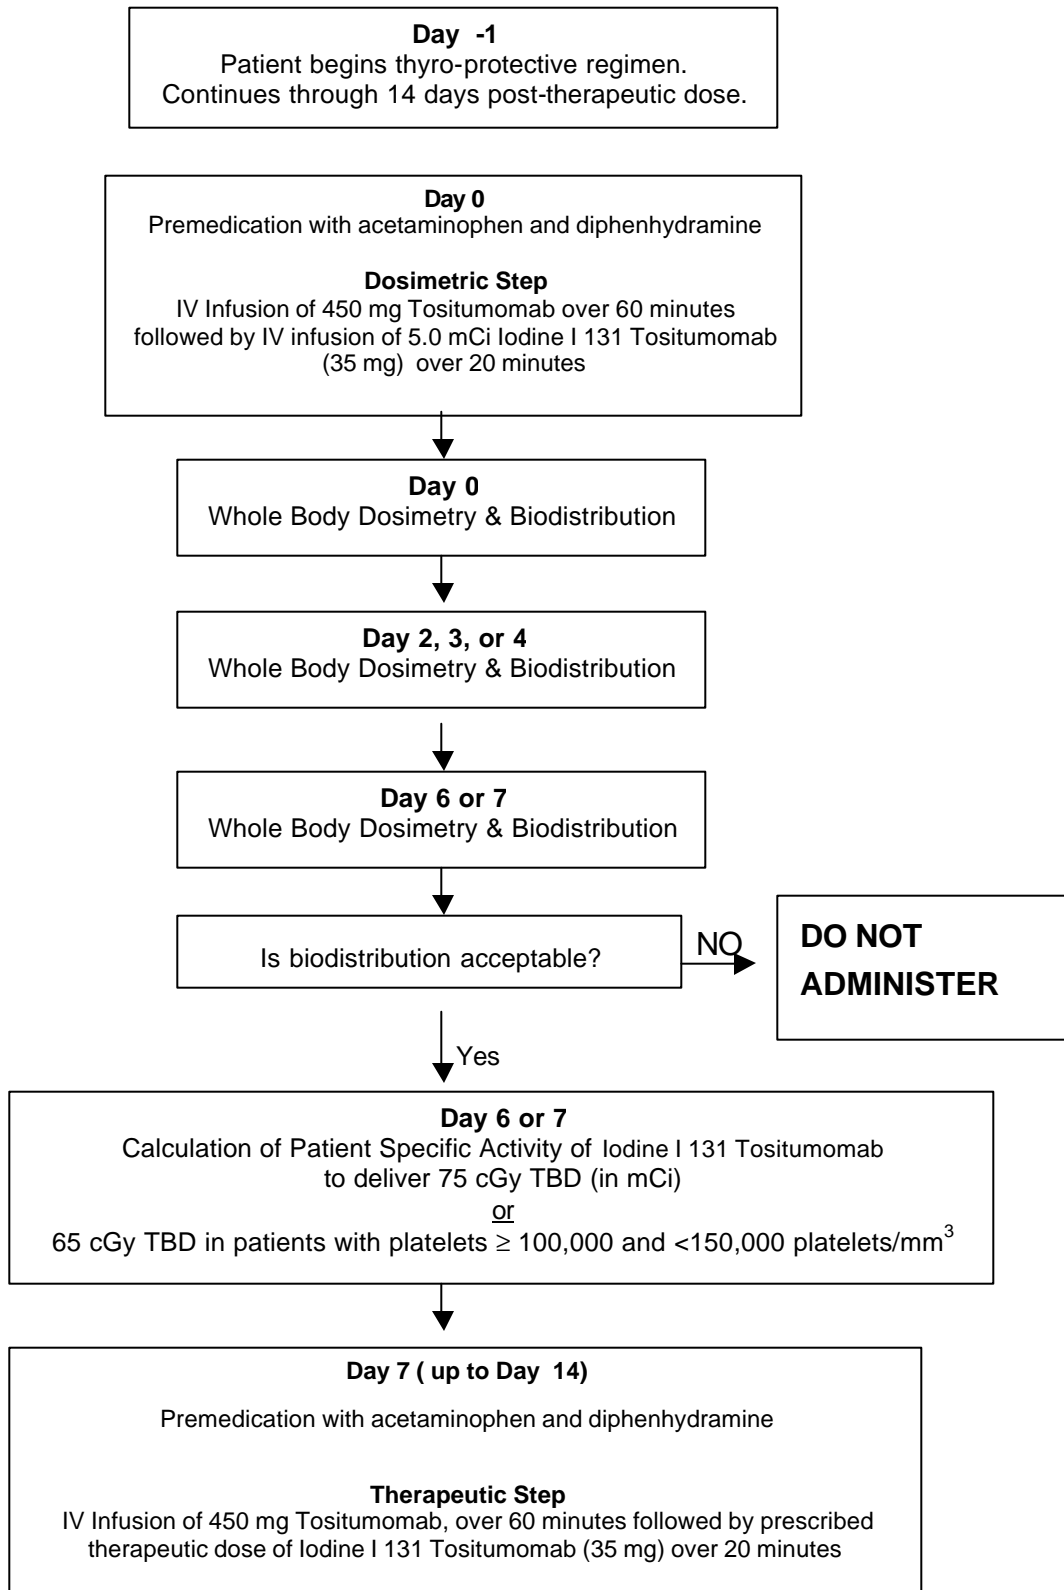 Day -1
Patient begins thyro-protective regimen.
Continues through 14 days post-therapeutic dose.
Day 0
Premedication with acetaminophen and diphenhydramine
Dosimetric Step
IV Infusion of 450 mg Tositumomab over 60 minutes
followed by IV infusion of 5.0 mCi Iodine I 131 Tositumomab
(35 mg) over 20 minutes
Day 0
Whole Body Dosimetry & Biodistribution
Day 2, 3, or 4
Whole Body Dosimetry & Biodistribution
Day 6 or 7
Whole Body Dosimetry & Biodistribution
Is biodistribution acceptable?
NO
DO NOT
ADMINISTER
Yes
Day 6 or 7
Calculation of Patient Specific Activity of Iodine I 131 Tositumomab
to deliver 75 cGy TBD (in mCi)
or
65 cGy TBD in patients with platelets ≥ 100,000 and <150,000 platelets/mm³
Day 7 ( up to Day 14)
Premedication with acetaminophen and diphenhydramine
Therapeutic Step
IV Infusion of 450 mg Tositumomab, over 60 minutes followed by prescribed
therapeutic dose of Iodine I 131 Tositumomab (35 mg) over 20 minutes